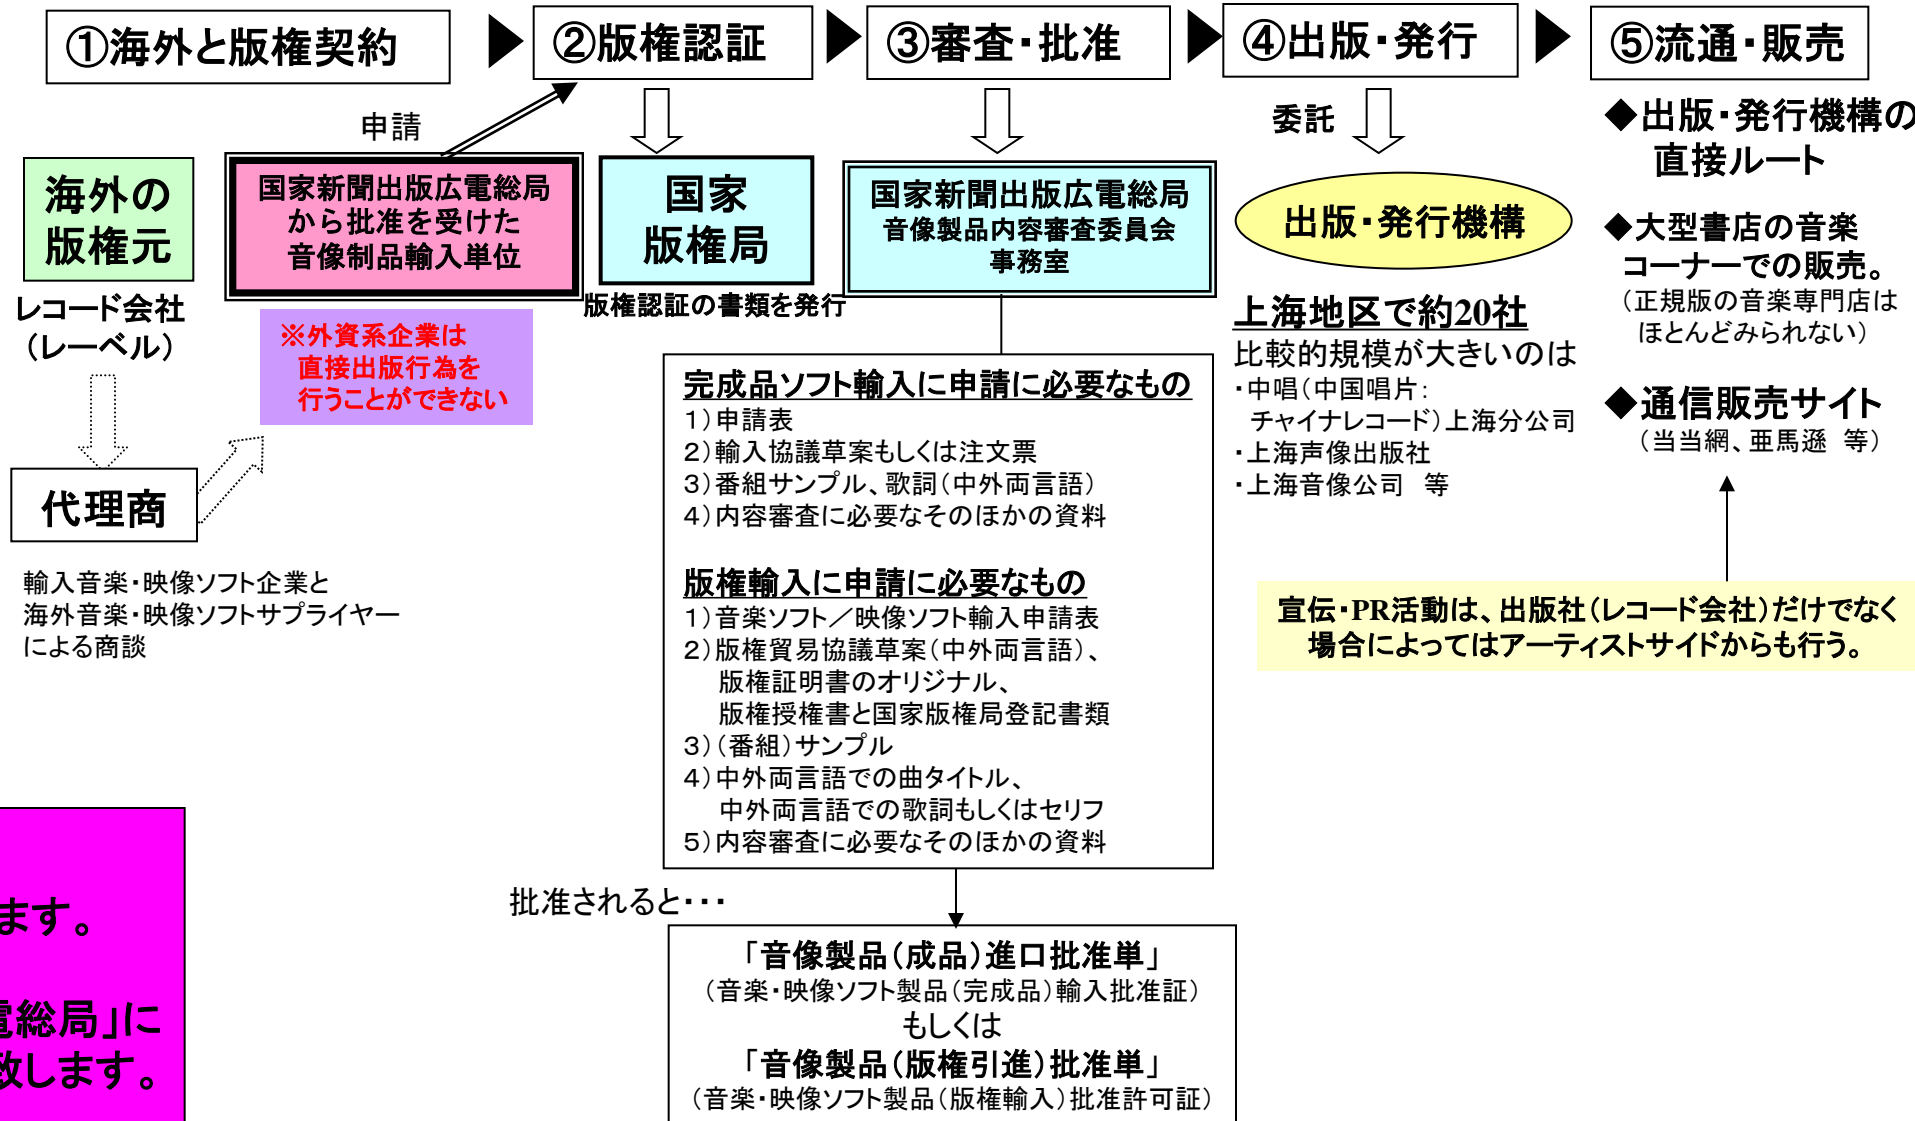 ①海外と版権契約
②版権認証
③審査・批准
④出版・発行
⑤流通・販売
申請
海外の
版権元
レコード会社
（レーベル）
代理商
輸入音楽・映像ソフト企業と
海外音楽・映像ソフトサプライヤー
による商談
国家新聞出版広電総局
から批准を受けた
音像制品輸入単位
※外資系企業は
直接出版行為を
行うことができない
国家
版権局
版権認証の書類を発行
国家新聞出版広電総局
音像製品内容審査委員会
事務室
完成品ソフト輸入に申請に必要なもの
１）申請表
２）輸入協議草案もしくは注文票
３）番組サンプル、歌詞（中外両言語）
４）内容審査に必要なそのほかの資料
版権輸入に申請に必要なもの
１）音楽ソフト／映像ソフト輸入申請表
２）版権貿易協議草案（中外両言語）、
版権証明書のオリジナル、
版権授権書と国家版権局登記書類
３）（番組）サンプル
４）中外両言語での曲タイトル、
中外両言語での歌詞もしくはセリフ
５）内容審査に必要なそのほかの資料
批准されると・・・
「音像製品（成品）進口批准単」
（音楽・映像ソフト製品（完成品）輸入批准証）
もしくは
「音像製品（版権引進）批准単」
（音楽・映像ソフト製品（版権輸入）批准許可証）
委託
出版・発行機構
上海地区で約20社
比較的規模が大きいのは
・中唱（中国唱片：
チャイナレコード）上海分公司
・上海声像出版社
・上海音像公司　等
◆出版・発行機構の
直接ルート
◆大型書店の音楽
コーナーでの販売。
（正規版の音楽専門店は
ほとんどみられない）
◆通信販売サイト
（当当網、亜馬遜　等）
宣伝・PR活動は、出版社（レコード会社）だけでなく
場合によってはアーティストサイドからも行う。
ます。
電総局」に
致します。